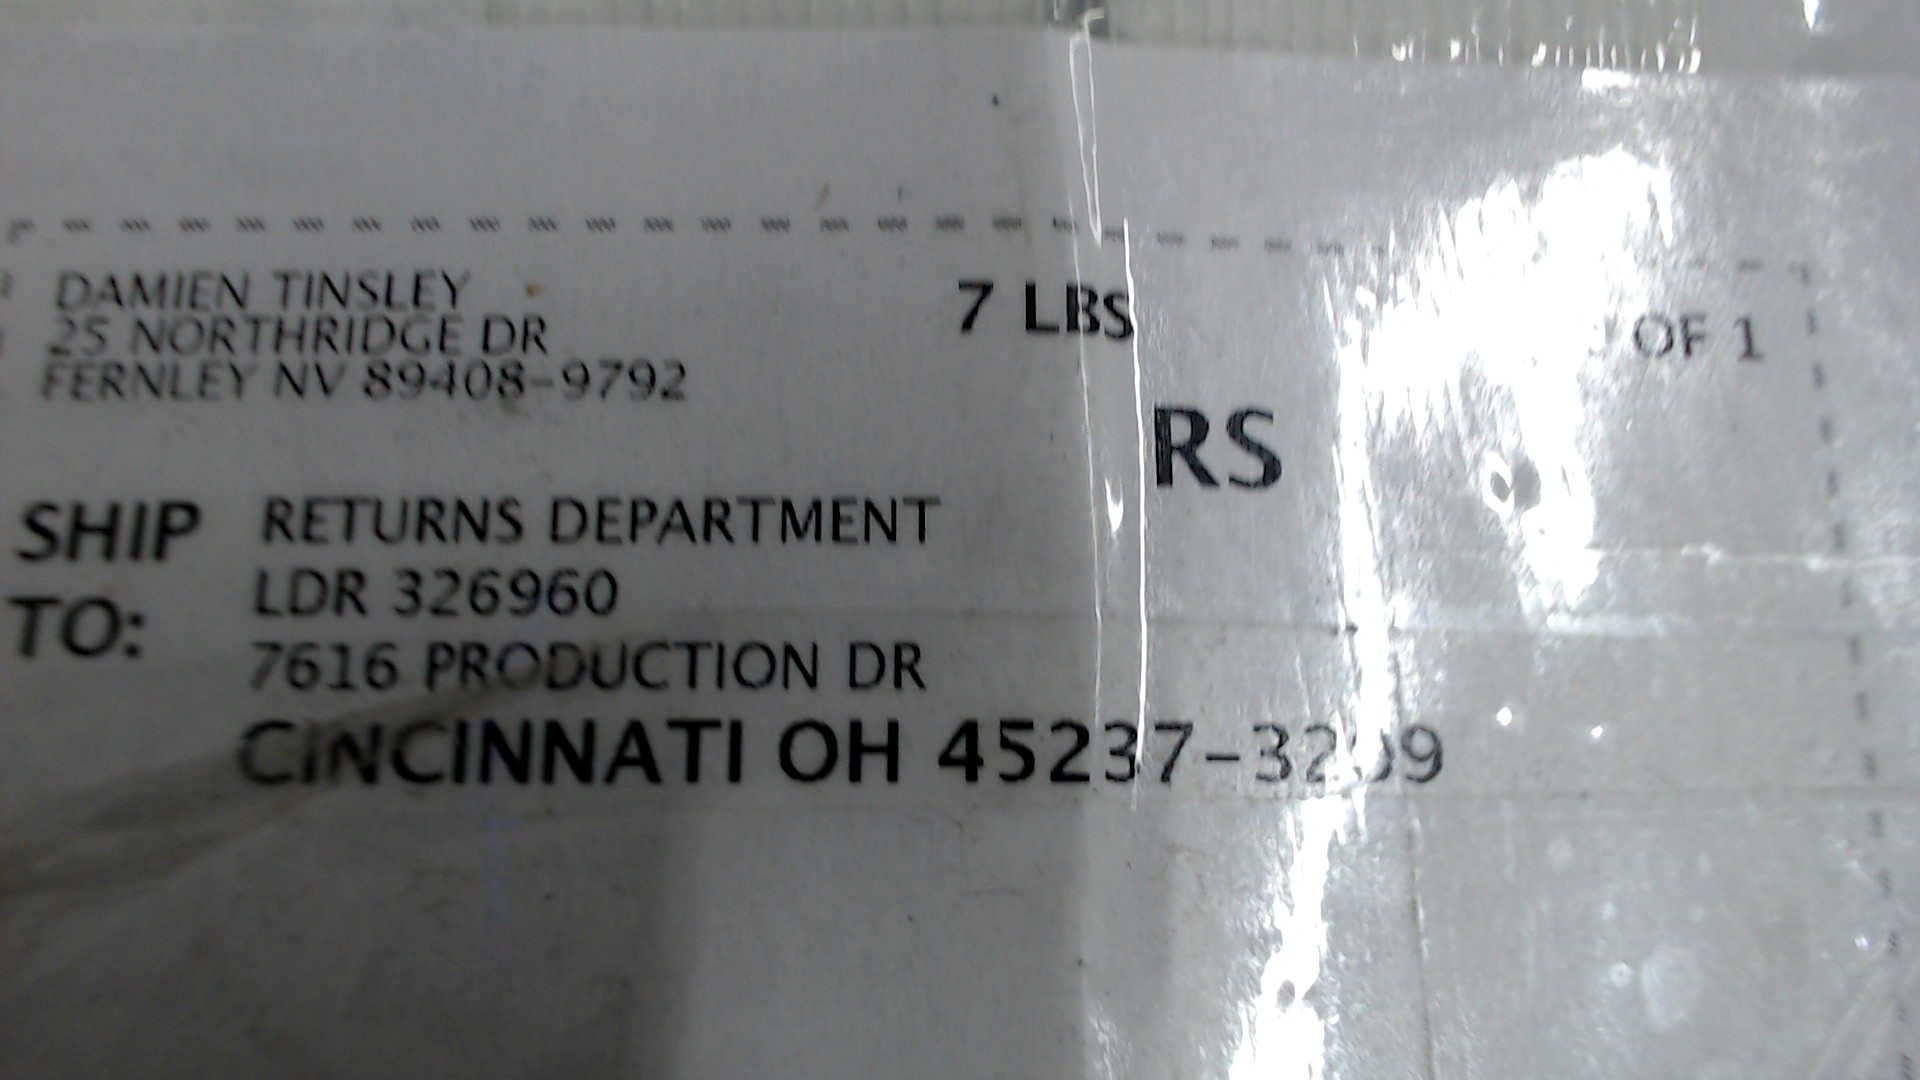 DAMIEN TINSLEY
25 NORTHRIDGE DR
FERNLEY NV 89408-9792
7 LBS
OF 1
RS
SHIP TO:
RETURNS DEPARTMENT
LDR 326960
7616 PRODUCTION DR
CINCINNATI OH